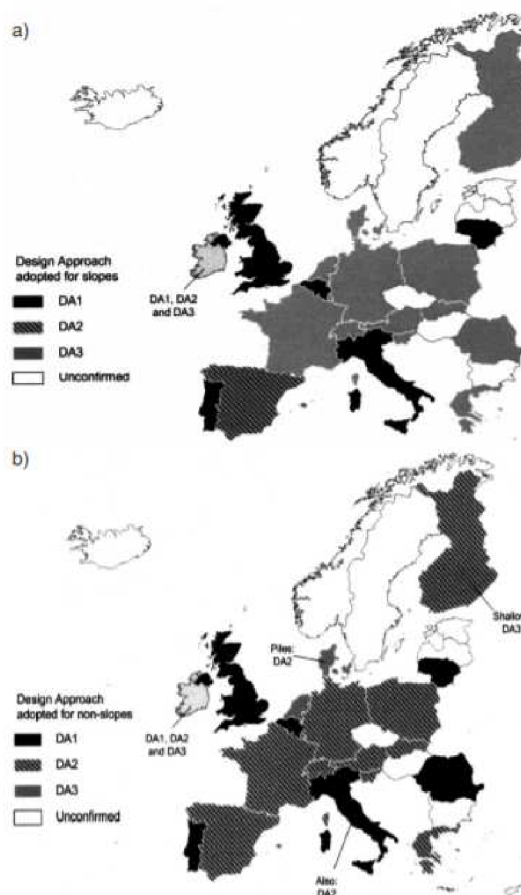 a)
Design Approach
adopted for slopes
DA1
DA2
DA3
Unconfirmed
DA1, DA2
and DA3
b)
Shallow
DA3
Piles:
DA2
Design Approach
adopted for non-slopes
DA1
DA2
DA3
Unconfirmed
DA1, DA2
and DA3
Also:
DA2